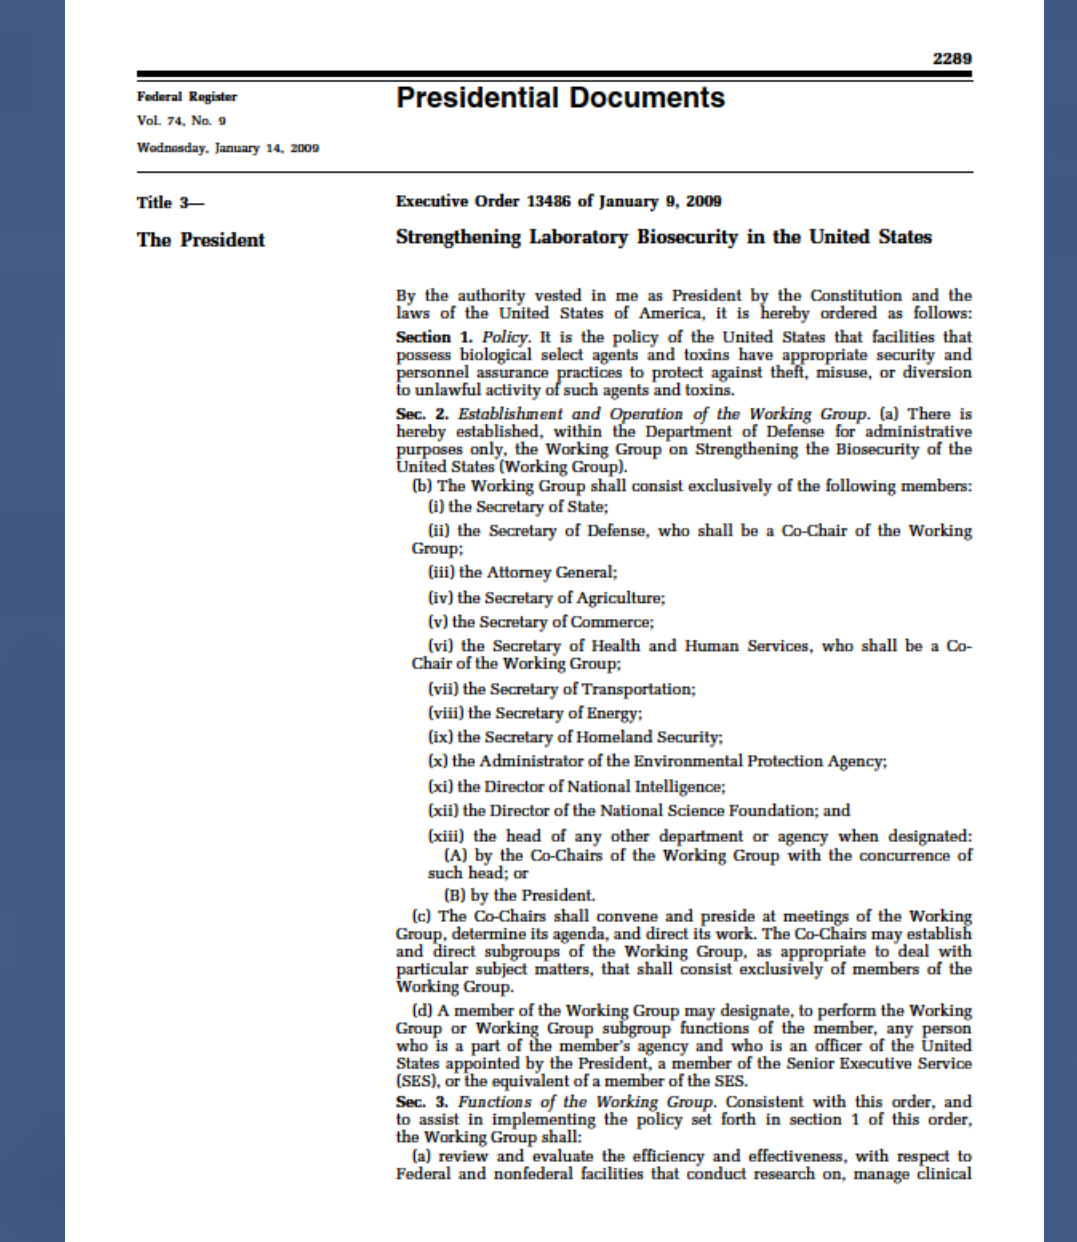 2289
Federal Register
Vol. 74, No. 9
Wednesday, January 14, 2009
Presidential Documents
Title 3—
The President
Executive Order 13486 of January 9, 2009
Strengthening Laboratory Biosecurity in the United States
By the authority vested in me as President by the Constitution and the
laws of the United States of America, it is hereby ordered as follows:
Section 1. Policy. It is the policy of the United States that facilities that
possess biological select agents and toxins have appropriate security and
personnel assurance practices to protect against theft, misuse, or diversion
to unlawful activity of such agents and toxins.
Sec. 2. Establishment and Operation of the Working Group. (a) There is
hereby established, within the Department of Defense for administrative
purposes only, the Working Group on Strengthening the Biosecurity of the
United States (Working Group).
(b) The Working Group shall consist exclusively of the following members:
(i) the Secretary of State;
(ii) the Secretary of Defense, who shall be a Co-Chair of the Working
Group;
(iii) the Attorney General;
(iv) the Secretary of Agriculture;
(v) the Secretary of Commerce;
(vi) the Secretary of Health and Human Services, who shall be a Co-
Chair of the Working Group;
(vii) the Secretary of Transportation;
(viii) the Secretary of Energy;
(ix) the Secretary of Homeland Security;
(x) the Administrator of the Environmental Protection Agency;
(xi) the Director of National Intelligence;
(xii) the Director of the National Science Foundation; and
(xiii) the head of any other department or agency when designated:
(A) by the Co-Chairs of the Working Group with the concurrence of
such head; or
(B) by the President.
(c) The Co-Chairs shall convene and preside at meetings of the Working
Group, determine its agenda, and direct its work. The Co-Chairs may establish
and direct subgroups of the Working Group, as appropriate to deal with
particular subject matters, that shall consist exclusively of members of the
Working Group.
(d) A member of the Working Group may designate, to perform the Working
Group or Working Group subgroup functions of the member, any person
who is a part of the member's agency and who is an officer of the United
States appointed by the President, a member of the Senior Executive Service
(SES), or the equivalent of a member of the SES.
Sec. 3. Functions of the Working Group. Consistent with this order, and
to assist in implementing the policy set forth in section 1 of this order,
the Working Group shall:
(a) review and evaluate the efficiency and effectiveness, with respect to
Federal and nonfederal facilities that conduct research on, manage clinical